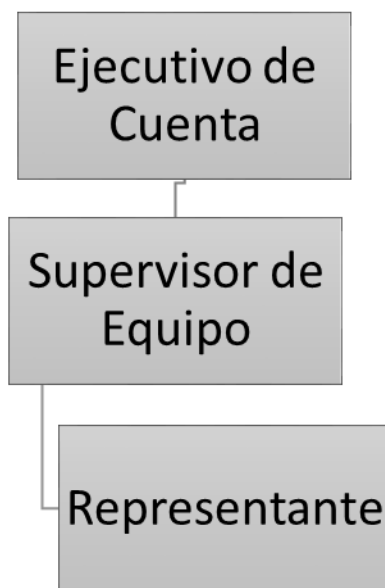 Ejecutivo de
Cuenta
Supervisor de
Equipo
Representante